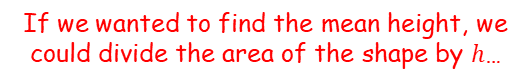 If we wanted to find the mean height, we
could divide the area of the shape by ℎ...